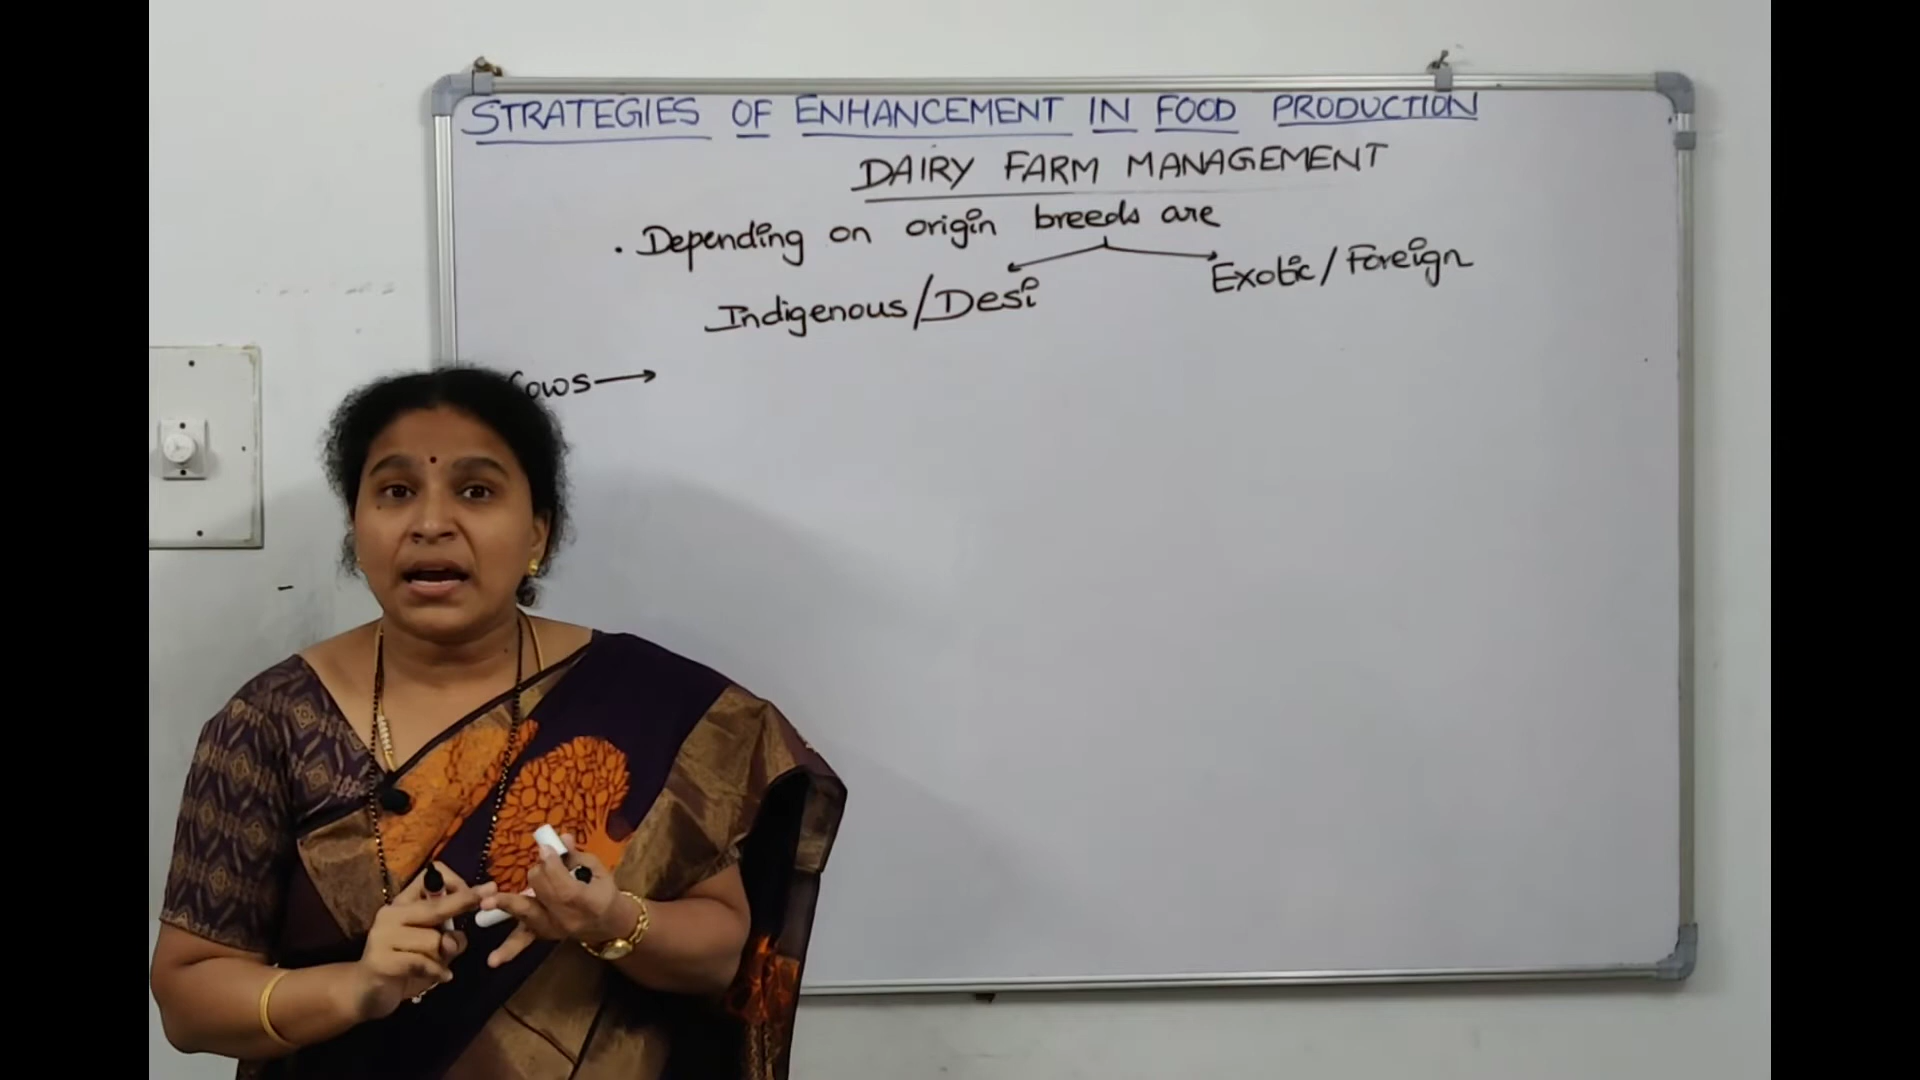 STRATEGIES OF ENHANCEMENT IN FOOD PRODUCTION
DAIRY FARM MANAGEMENT
. Depending on origin breeds are
Indigenous/Desi Exotic/Foreign
Cows →